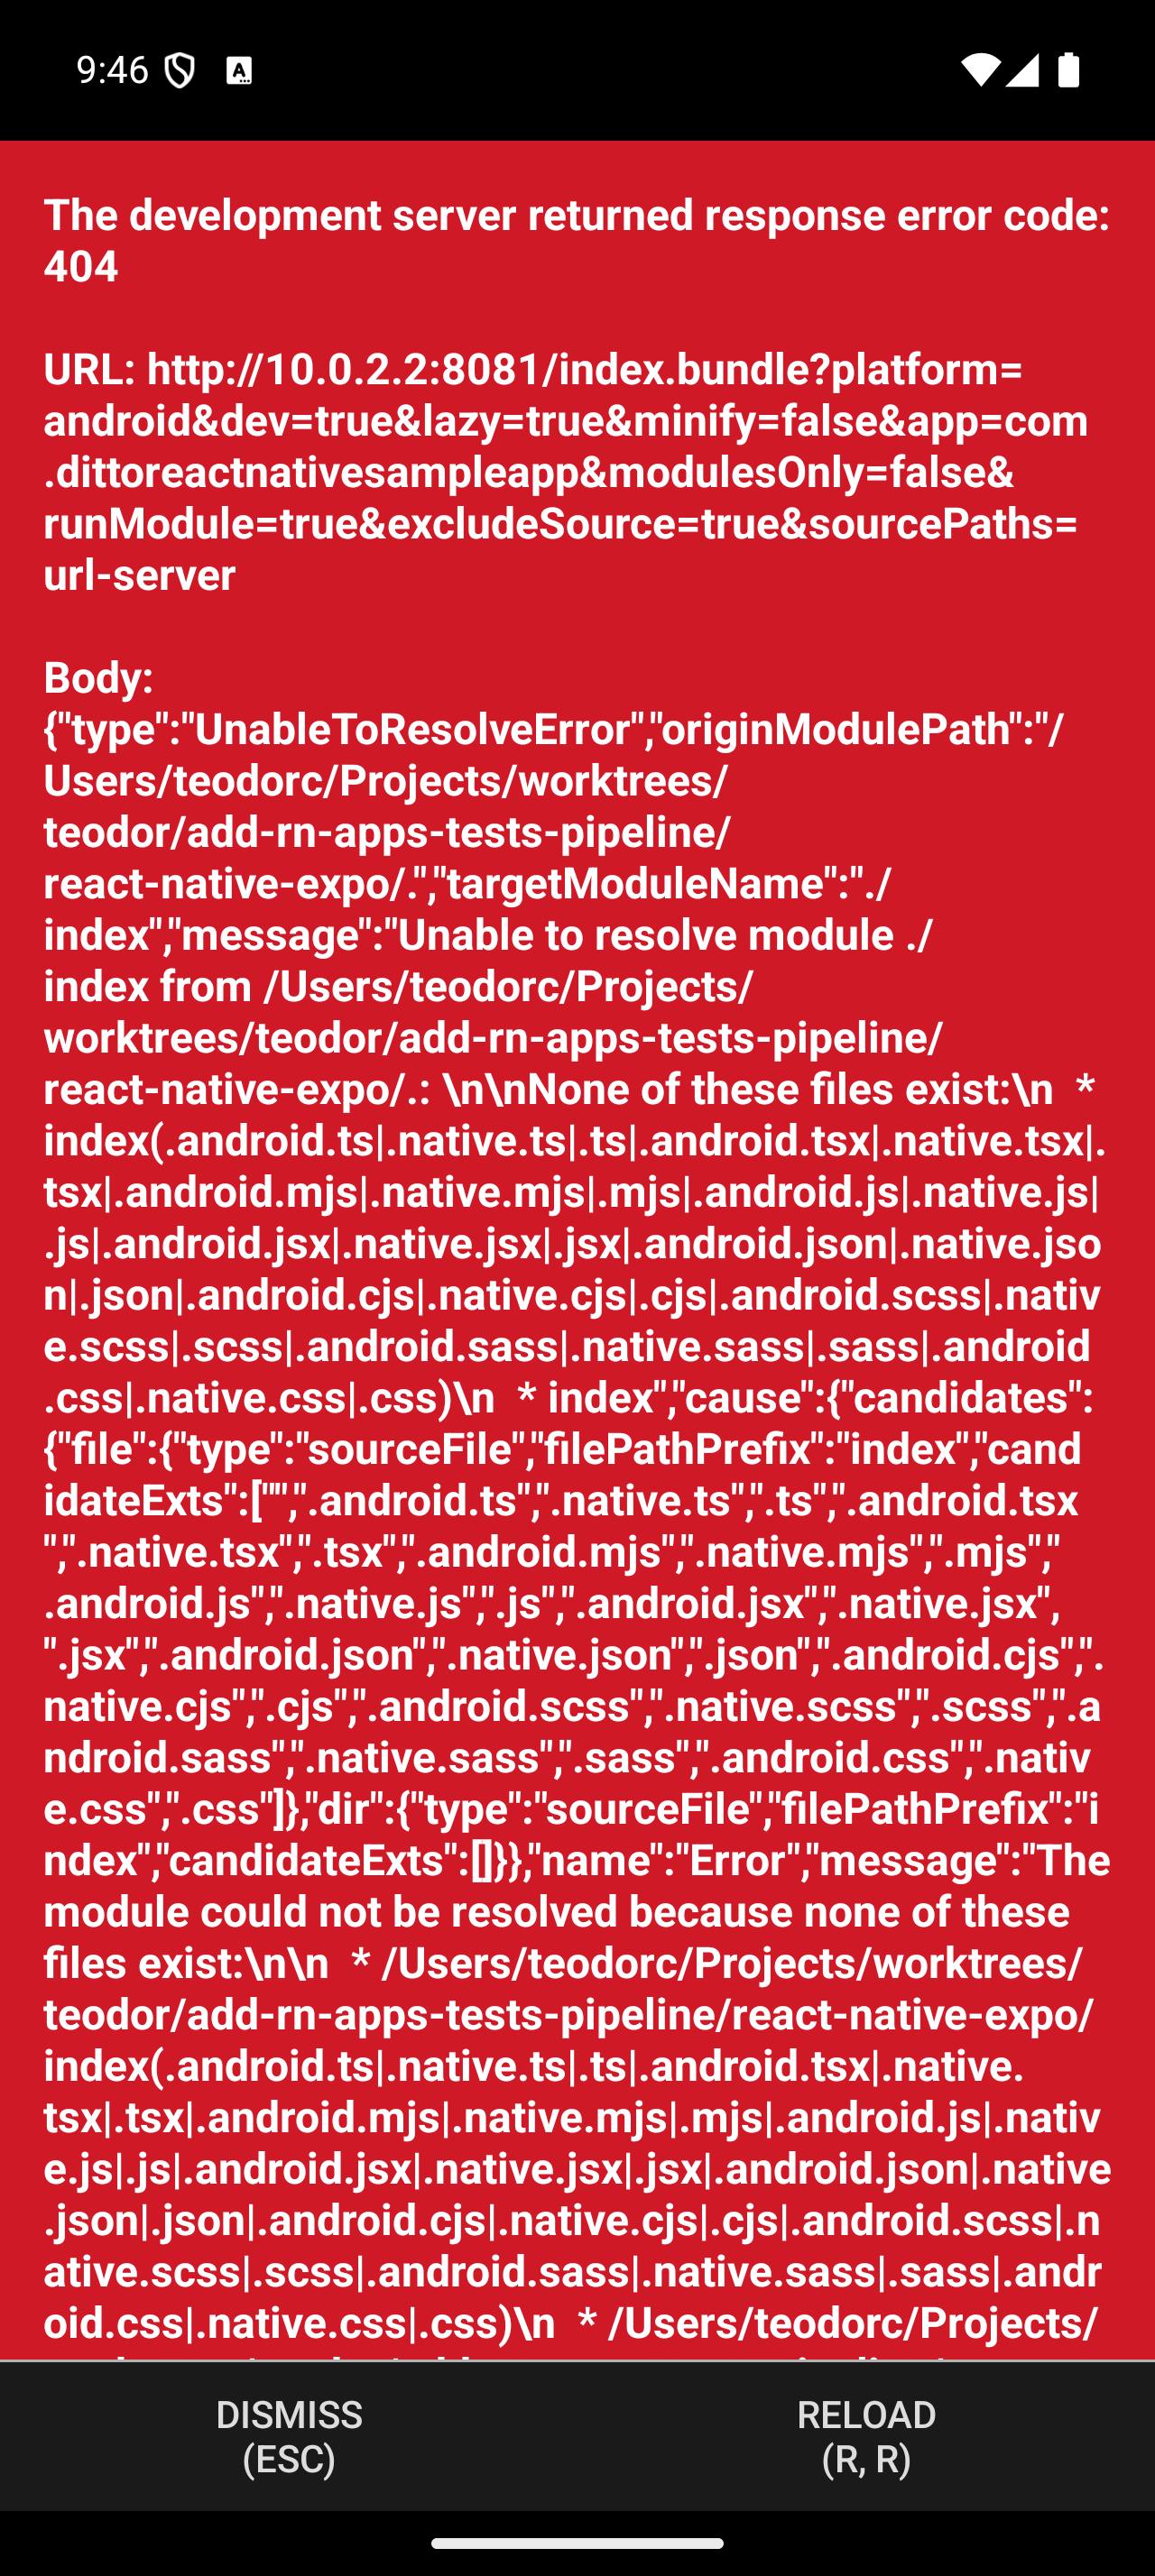 9:46
The development server returned response error code:
404
URL: http://10.0.2.2:8081/index.bundle?platform=
android&dev=true&lazy=true&minify=false&app=com
.dittoreactnativesampleapp&modulesOnly=false&
runModule=true&excludeSource=true&sourcePaths=
url-server
Body:
{"type":"UnableToResolveError","originModulePath":"/
Users/teodorc/Projects/worktrees/
teodor/add-rn-apps-tests-pipeline/
react-native-expo/.","targetModuleName":"./
index","message":"Unable to resolve module ./
index from /Users/teodorc/Projects/
worktrees/teodor/add-rn-apps-tests-pipeline/
react-native-expo/.: \n\nNone of these files exist:\n  *
index(.android.ts|.native.ts|.ts|.android.tsx|.native.tsx|.
tsx|.android.mjs|.native.mjs|.mjs|.android.js|.native.js|
.js|.android.jsx|.native.jsx|.jsx|.android.json|.native.jso
n|.json|.android.cjs|.native.cjs|.cjs|.android.scss|.nativ
e.scss|.scss|.android.sass|.native.sass|.sass|.android
.css|.native.css|.css)\n  * index","cause":{"candidates":
{"file":{"type":"sourceFile","filePathPrefix":"index","cand
idateExts":["",".android.ts",".native.ts",".ts",".android.tsx
",".native.tsx",".tsx",".android.mjs",".native.mjs",".mjs","
.android.js",".native.js",".js",".android.jsx",".native.jsx",
".jsx",".android.json",".native.json",".json",".android.cjs",".
native.cjs",".cjs",".android.scss",".native.scss",".scss",".a
ndroid.sass",".native.sass",".sass",".android.css",".nativ
e.css",".css"]},"dir":{"type":"sourceFile","filePathPrefix":"i
ndex","candidateExts":[]}},"name":"Error","message":"The
module could not be resolved because none of these
files exist:\n\n  * /Users/teodorc/Projects/worktrees/
teodor/add-rn-apps-tests-pipeline/react-native-expo/
index(.android.ts|.native.ts|.ts|.android.tsx|.native.
tsx|.tsx|.android.mjs|.native.mjs|.mjs|.android.js|.nativ
e.js|.js|.android.jsx|.native.jsx|.jsx|.android.json|.native
.json|.json|.android.cjs|.native.cjs|.cjs|.android.scss|.n
ative.scss|.scss|.android.sass|.native.sass|.sass|.andr
oid.css|.native.css|.css)\n  * /Users/teodorc/Projects/
DISMISS
(ESC)
RELOAD
(R, R)